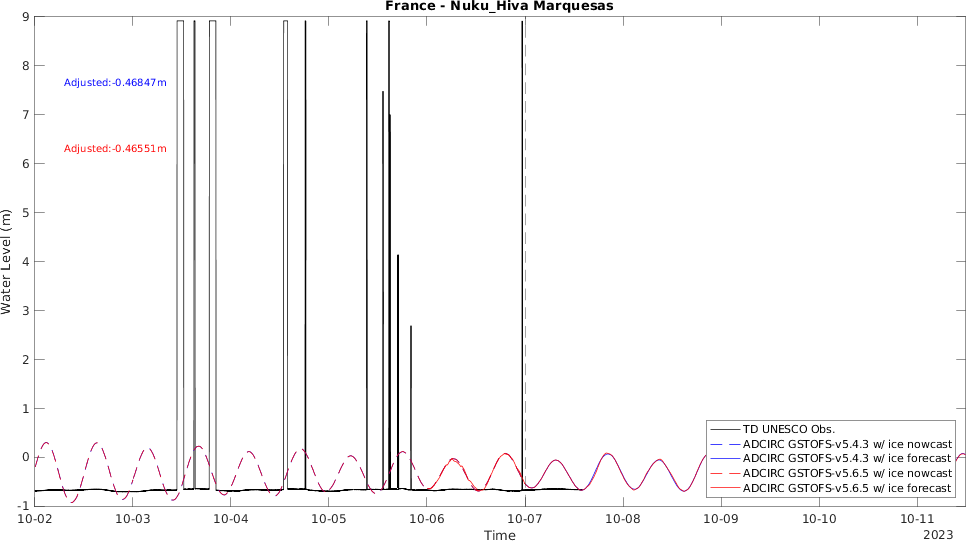 France - Nuku_Hiva Marquesas
9
8
Adjusted:-0.46847m
7
Adjusted:-0.46551m
6
5
Water Level (m)
4
3
2
1
TD UNESCO Obs.
ADCIRC GSTOFS-v5.4.3 w/ ice nowcast
0
ADCIRC GSTOFS-v5.4.3 w/ ice forecast
ADCIRC GSTOFS-v5.6.5 w/ ice nowcast
ADCIRC GSTOFS-v5.6.5 w/ ice forecast
-1
10-02 10-03 10-04 10-05 10-06 10-07 10-08 10-09 10-10 10-11
Time 2023